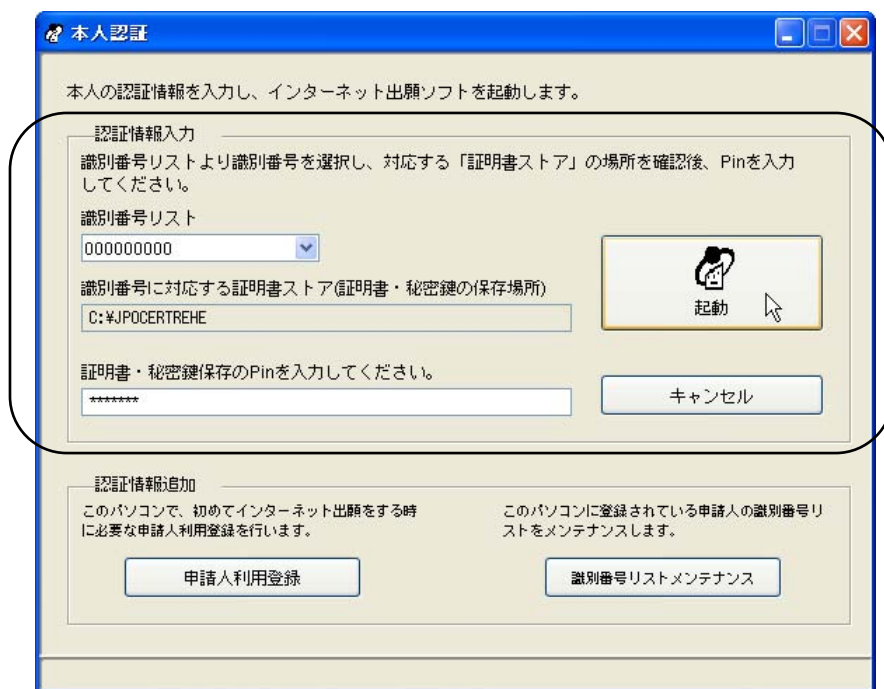 本人認証
本人の認証情報を入力し、インターネット出願ソフトを起動します。
認証情報入力
識別番号リストより識別番号を選択し、対応する「証明書ストア」の場所を確認後、Pinを入力
してください。
識別番号リスト
000000000
識別番号に対応する証明書ストア(証明書・秘密鍵の保存場所)
C:¥JPOCERTREHE
起動
証明書・秘密鍵保存のPinを入力してください。
*******
キャンセル
認証情報追加
このパソコンで、初めてインターネット出願をする時
に必要な申請人利用登録を行います。
申請人利用登録
このパソコンに登録されている申請人の識別番号リ
ストをメンテナンスします。
識別番号リストメンテナンス